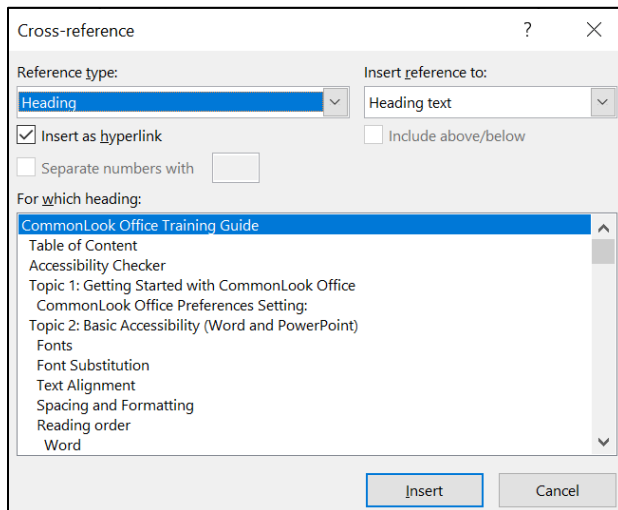 Cross-reference ?
Reference type: Insert reference to:
Heading Heading text
Insert as hyperlink Include above/below
Separate numbers with
For which heading:
CommonLook Office Training Guide
Table of Content
Accessibility Checker
Topic 1: Getting Started with CommonLook Office
CommonLook Office Preferences Setting:
Topic 2: Basic Accessibility (Word and PowerPoint)
Fonts
Font Substitution
Text Alignment
Spacing and Formatting
Reading order
Word
Insert Cancel